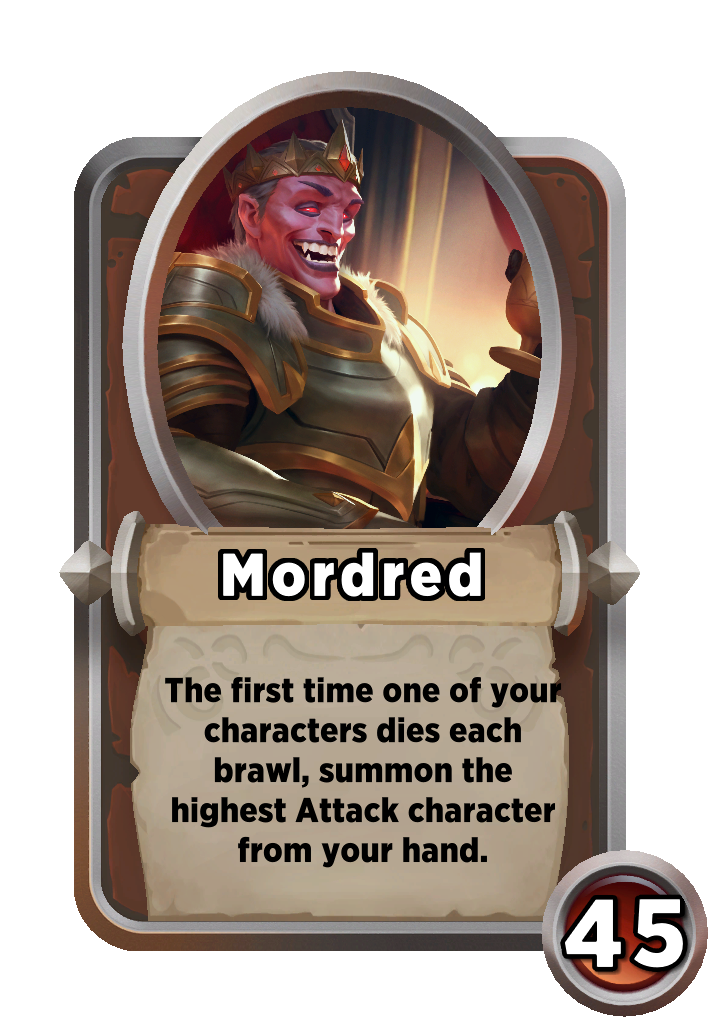 Mordred
The first time one of your
characters dies each
brawl, summon the
highest Attack character
from your hand.
45